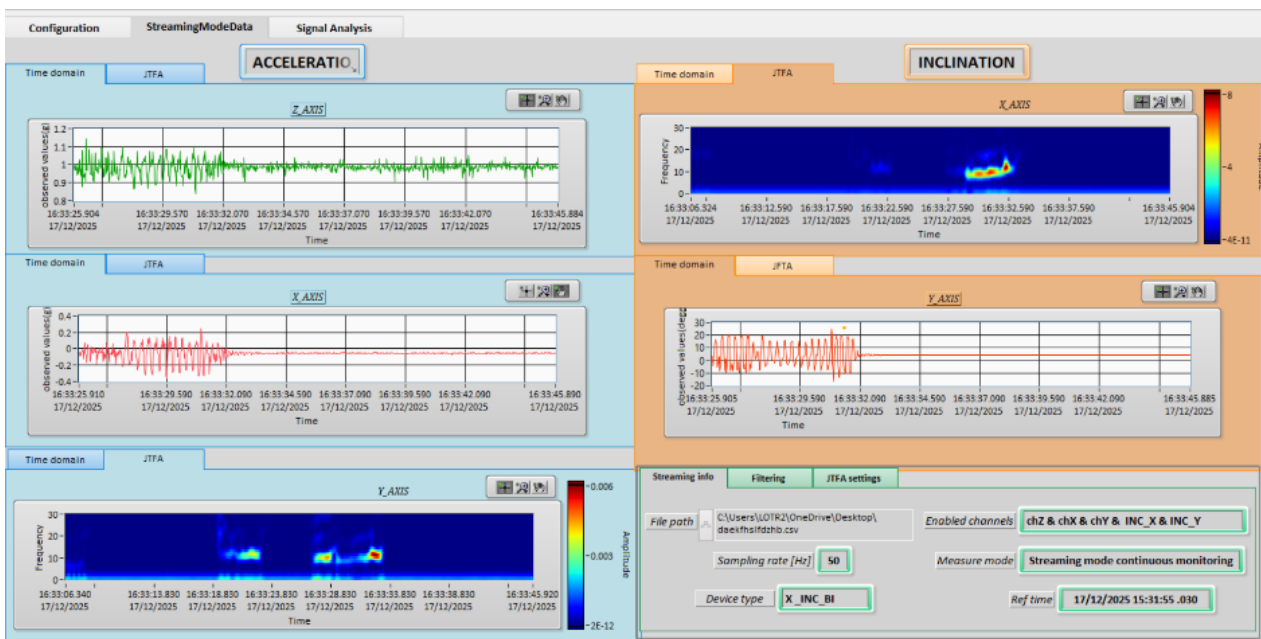 Configuration StreamingModeData Signal Analysis
ACCELERATIO
Time domain JTFA
Z_AXIS
observed values(g)
1.2
1.1
1
0.9
0.8
16:33:25.904 16:33:29.570 16:33:32.070 16:33:34.570 16:33:37.070 16:33:39.570 16:33:42.070 16:33:45.884
17/12/2025 17/12/2025 17/12/2025 17/12/2025 17/12/2025 17/12/2025 17/12/2025 17/12/2025
Time
Time domain JTFA
X_AXIS
observed values(g)
0.4
0.2
0
-0.2
-0.4
16:33:25.910 16:33:29.590 16:33:32.090 16:33:34.590 16:33:37.090 16:33:39.590 16:33:42.090 16:33:45.890
17/12/2025 17/12/2025 17/12/2025 17/12/2025 17/12/2025 17/12/2025 17/12/2025 17/12/2025
Time
Time domain JTFA
Y_AXIS
Frequency
30
20
10
0
16:33:06.340 16:33:13.830 16:33:18.830 16:33:23.830 16:33:28.830 16:33:33.830 16:33:38.830 16:33:45.920
17/12/2025 17/12/2025 17/12/2025 17/12/2025 17/12/2025 17/12/2025 17/12/2025 17/12/2025
Time
0.006
0.003
2E-12
Amplitude
INCLINATION
Time domain JTFA
X_AXIS
Frequency
30
20
10
0
16:33:06.324 16:33:12.590 16:33:17.590 16:33:22.590 16:33:27.590 16:33:32.590 16:33:37.590 16:33:45.904
17/12/2025 17/12/2025 17/12/2025 17/12/2025 17/12/2025 17/12/2025 17/12/2025 17/12/2025
Time
8
4
4E-11
Time domain JFTA
Y_AXIS
observed values(deg
30
20
10
0
-10
-20
16:33:25.905 16:33:29.590 16:33:32.090 16:33:34.590 16:33:37.090 16:33:39.590 16:33:42.090 16:33:45.885
17/12/2025 17/12/2025 17/12/2025 17/12/2025 17/12/2025 17/12/2025 17/12/2025 17/12/2025
Time
Streaming info Filtering JTFA settings
File path C:\Users\LOTR2\OneDrive\Desktop\
daekfhslfdzhb.csv
Enabled channels chZ & chX & chY & INC_X & INC_Y
Sampling rate [Hz] 50
Measure mode Streaming mode continuous monitoring
Device type X_INC_BI
Ref time 17/12/2025 15:31:55 .030